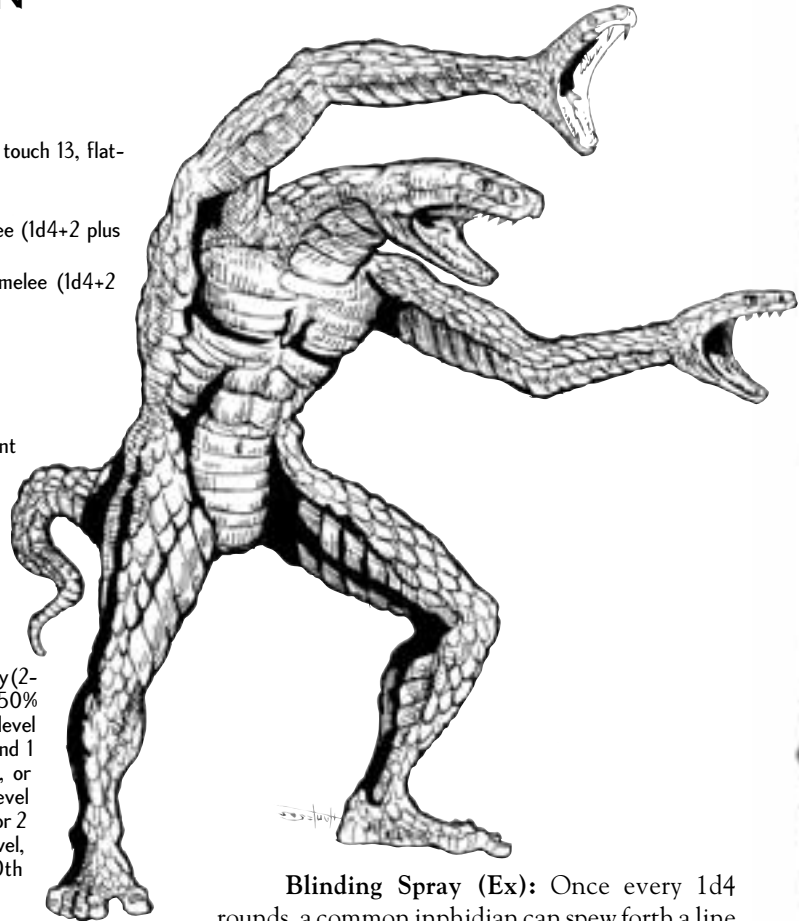 N
touch 13, flat-
ee (1d4+2 plus
melee (1d4+2
nt
y (2-
50%
level
nd 1
, or
evel
or 2
vel,
0th
Blinding Spray (Ex): Once every 1d4
rounds, a common inphidian can spew forth a line